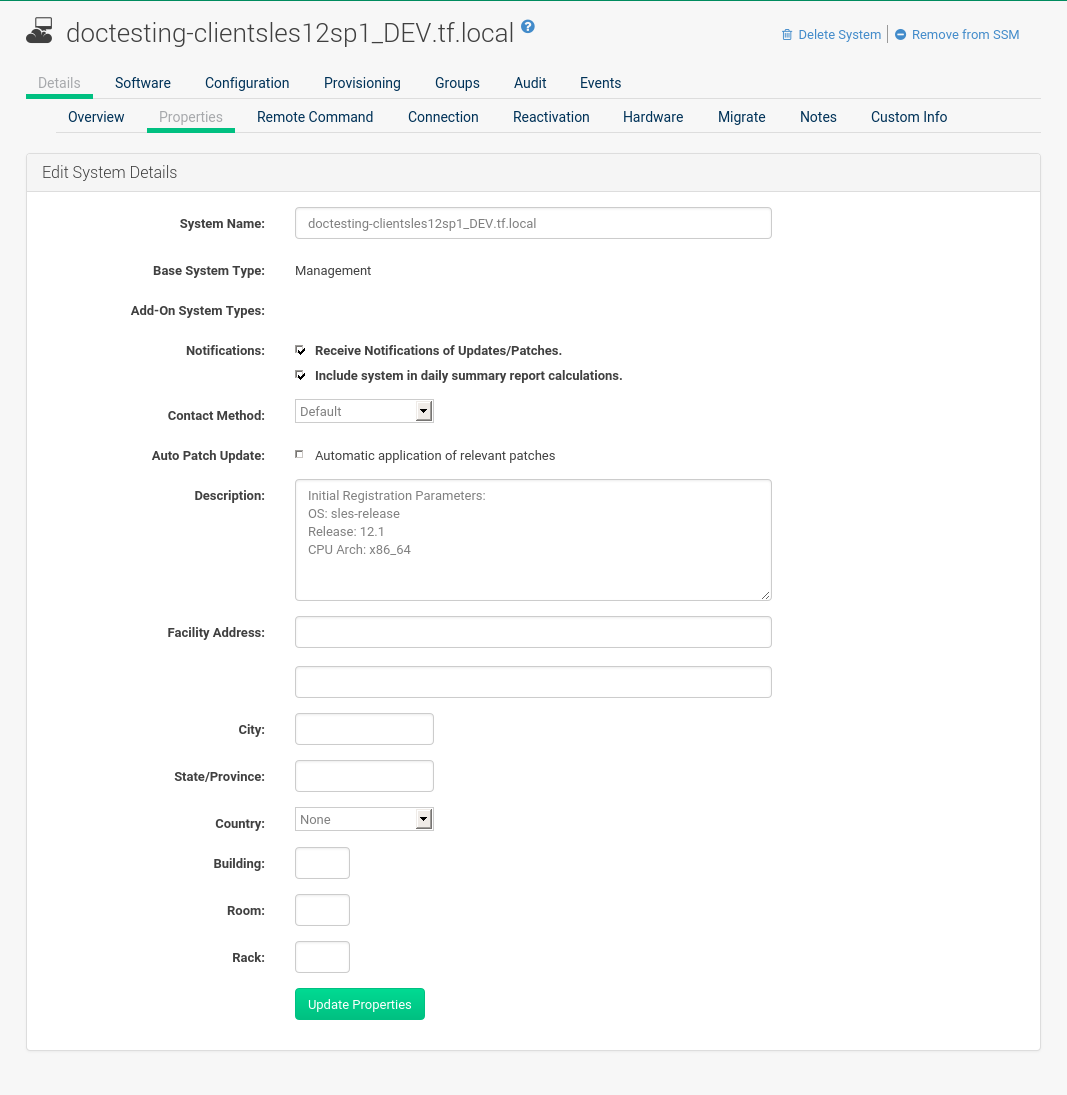 doctesting-clientsles12sp1_DEV.tf.local ?
Delete System Remove from SSM
Details Software Configuration Provisioning Groups Audit Events
Overview Properties Remote Command Connection Reactivation Hardware Migrate Notes Custom Info
Edit System Details
System Name: doctesting-clientsles12sp1_DEV.tf.local
Base System Type: Management
Add-On System Types:
Notifications: Receive Notifications of Updates/Patches.
Include system in daily summary report calculations.
Contact Method: Default
Auto Patch Update: Automatic application of relevant patches
Description: Initial Registration Parameters:
OS: sles-release
Release: 12.1
CPU Arch: x86_64
Facility Address:
City:
State/Province:
Country: None
Building:
Room:
Rack:
Update Properties